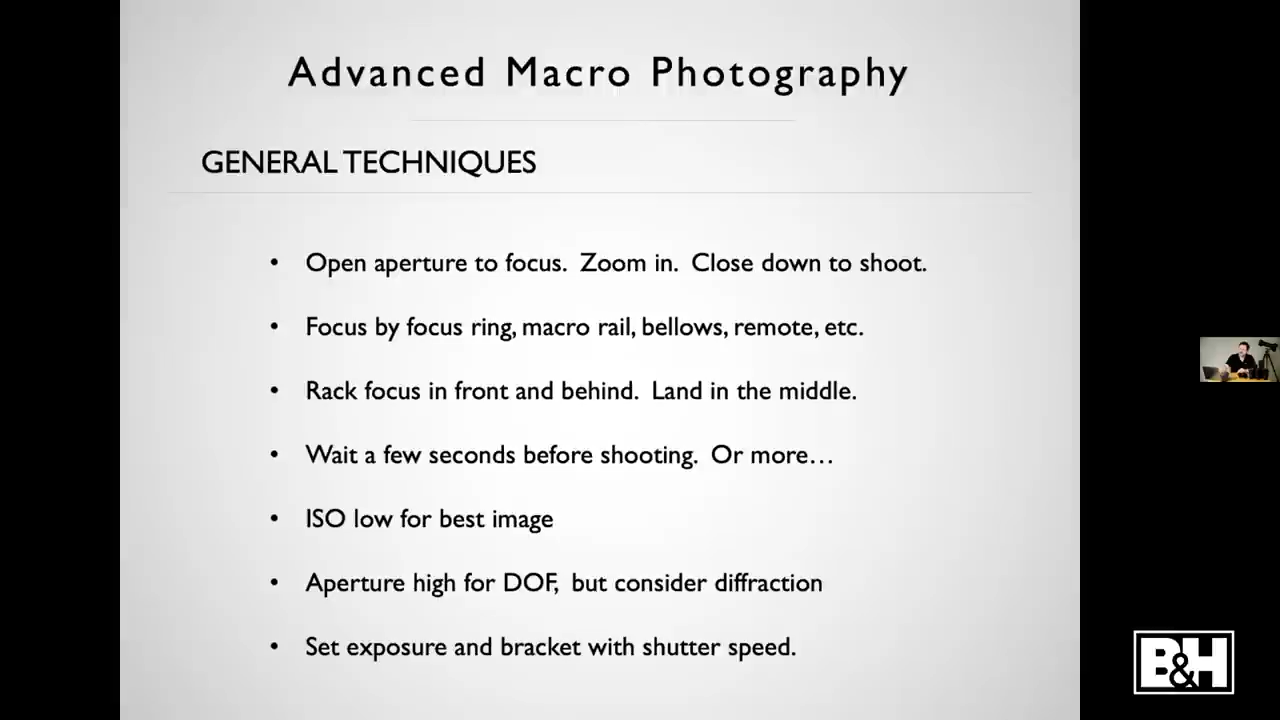 Advanced Macro Photography
GENERAL TECHNIQUES
• Open aperture to focus. Zoom in. Close down to shoot.
• Focus by focus ring, macro rail, bellows, remote, etc.
• Rack focus in front and behind. Land in the middle.
• Wait a few seconds before shooting. Or more…
• ISO low for best image
• Aperture high for DOF, but consider diffraction
• Set exposure and bracket with shutter speed.
B&H